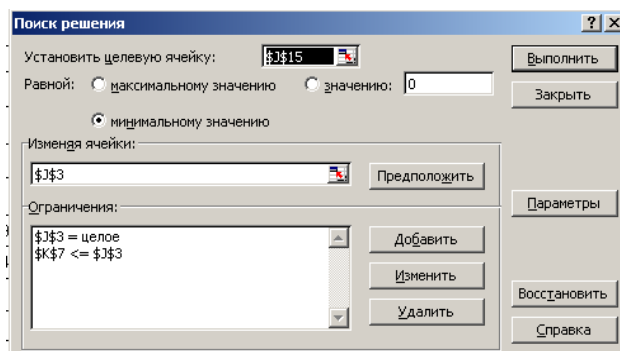 Поиск решения
Установить целевую ячейку: $J$15 Выполнить
Равной: максимальному значению значению: 0 Закрыть
минимальному значению
Изменяя ячейки:
$J$3 Предположить
Параметры
Ограничения:
$J$3 = целое
$K$7 <= $J$3
Добавить
Изменить
Удалить
Восстановить
Справка